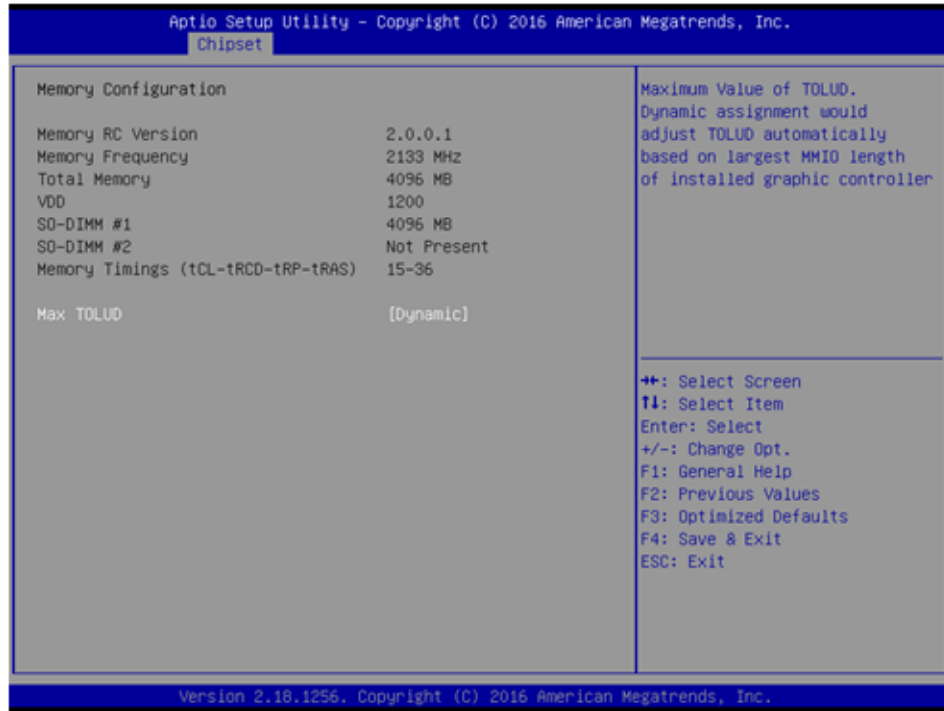 Aptio Setup Utility – Copyright (C) 2016 American Megatrends, Inc.
Chipset
Memory Configuration
Memory RC Version 2.0.0.1
Memory Frequency 2133 MHz
Total Memory 4096 MB
VDD 1200
SO-DIMM #1 4096 MB
SO-DIMM #2 Not Present
Memory Timings (tCL-tRCD-tRP-tRAS) 15-36
Max TOLUD [Dynamic]
Maximum Value of TOLUD.
Dynamic assignment would
adjust TOLUD automatically
based on largest MMIO length
of installed graphic controller
→←: Select Screen
↑↓: Select Item
Enter: Select
+/-: Change Opt.
F1: General Help
F2: Previous Values
F3: Optimized Defaults
F4: Save & Exit
ESC: Exit
Version 2.18.1256. Copyright (C) 2016 American Megatrends, Inc.